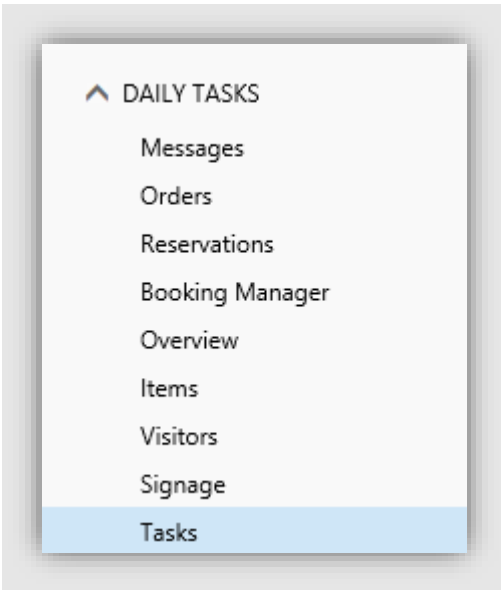 DAILY TASKS
Messages
Orders
Reservations
Booking Manager
Overview
Items
Visitors
Signage
Tasks